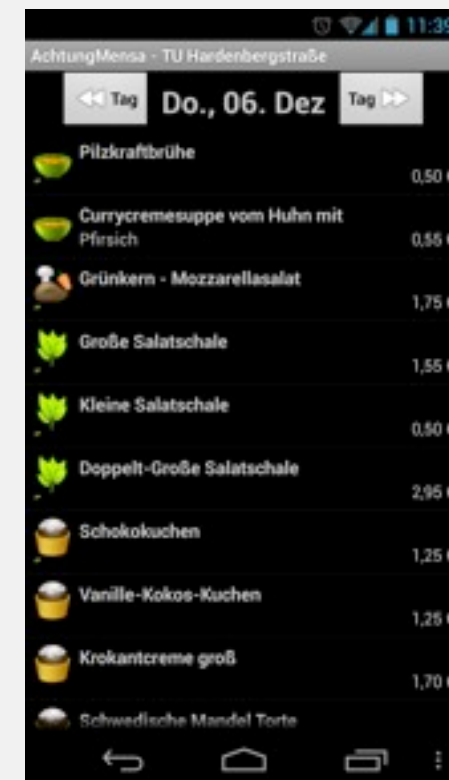 11:39
AchtungMensa - TU Hardenbergstraße
Tag
Do., 06. Dez
Tag
Pilzkraftbrühe
0,50 €
Currycremesuppe vom Huhn mit
Pfirsich
0,55 €
Grünkern - Mozzarellasalat
1,75 €
Große Salatschale
1,55 €
Kleine Salatschale
0,50 €
Doppelt-Große Salatschale
2,95 €
Schokokuchen
1,25 €
Vanille-Kokos-Kuchen
1,25 €
Krokantcreme groß
1,70 €
Schwedische Mandel Torte